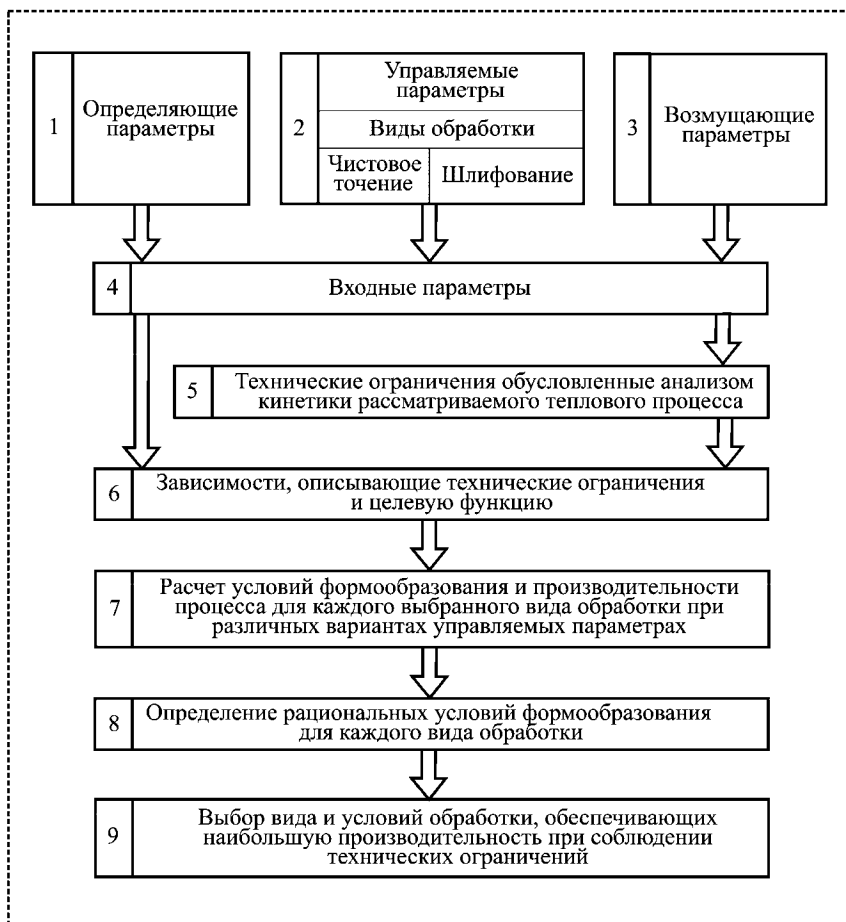 1
Определяющие
параметры
2
Управляемые
параметры
Виды обработки
Чистовое
точение
Шлифование
3
Возмущающие
параметры
4
Входные параметры
5
Технические ограничения обусловленные анализом
кинетики рассматриваемого теплового процесса
6
Зависимости, описывающие технические ограничения
и целевую функцию
7
Расчет условий формообразования и производительности
процесса для каждого выбранного вида обработки при
различных вариантах управляемых параметрах
8
Определение рациональных условий формообразования
для каждого вида обработки
9
Выбор вида и условий обработки, обеспечивающих
наибольшую производительность при соблюдении
технических ограничений